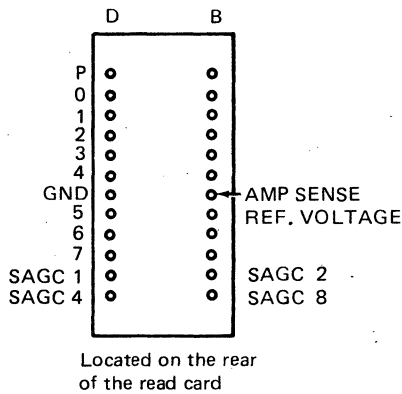 D B
P
0
1
2
3
4
GND AMP SENSE
5 REF. VOLTAGE
6
7
SAGC 1 SAGC 2
SAGC 4 SAGC 8
Located on the rear
of the read card